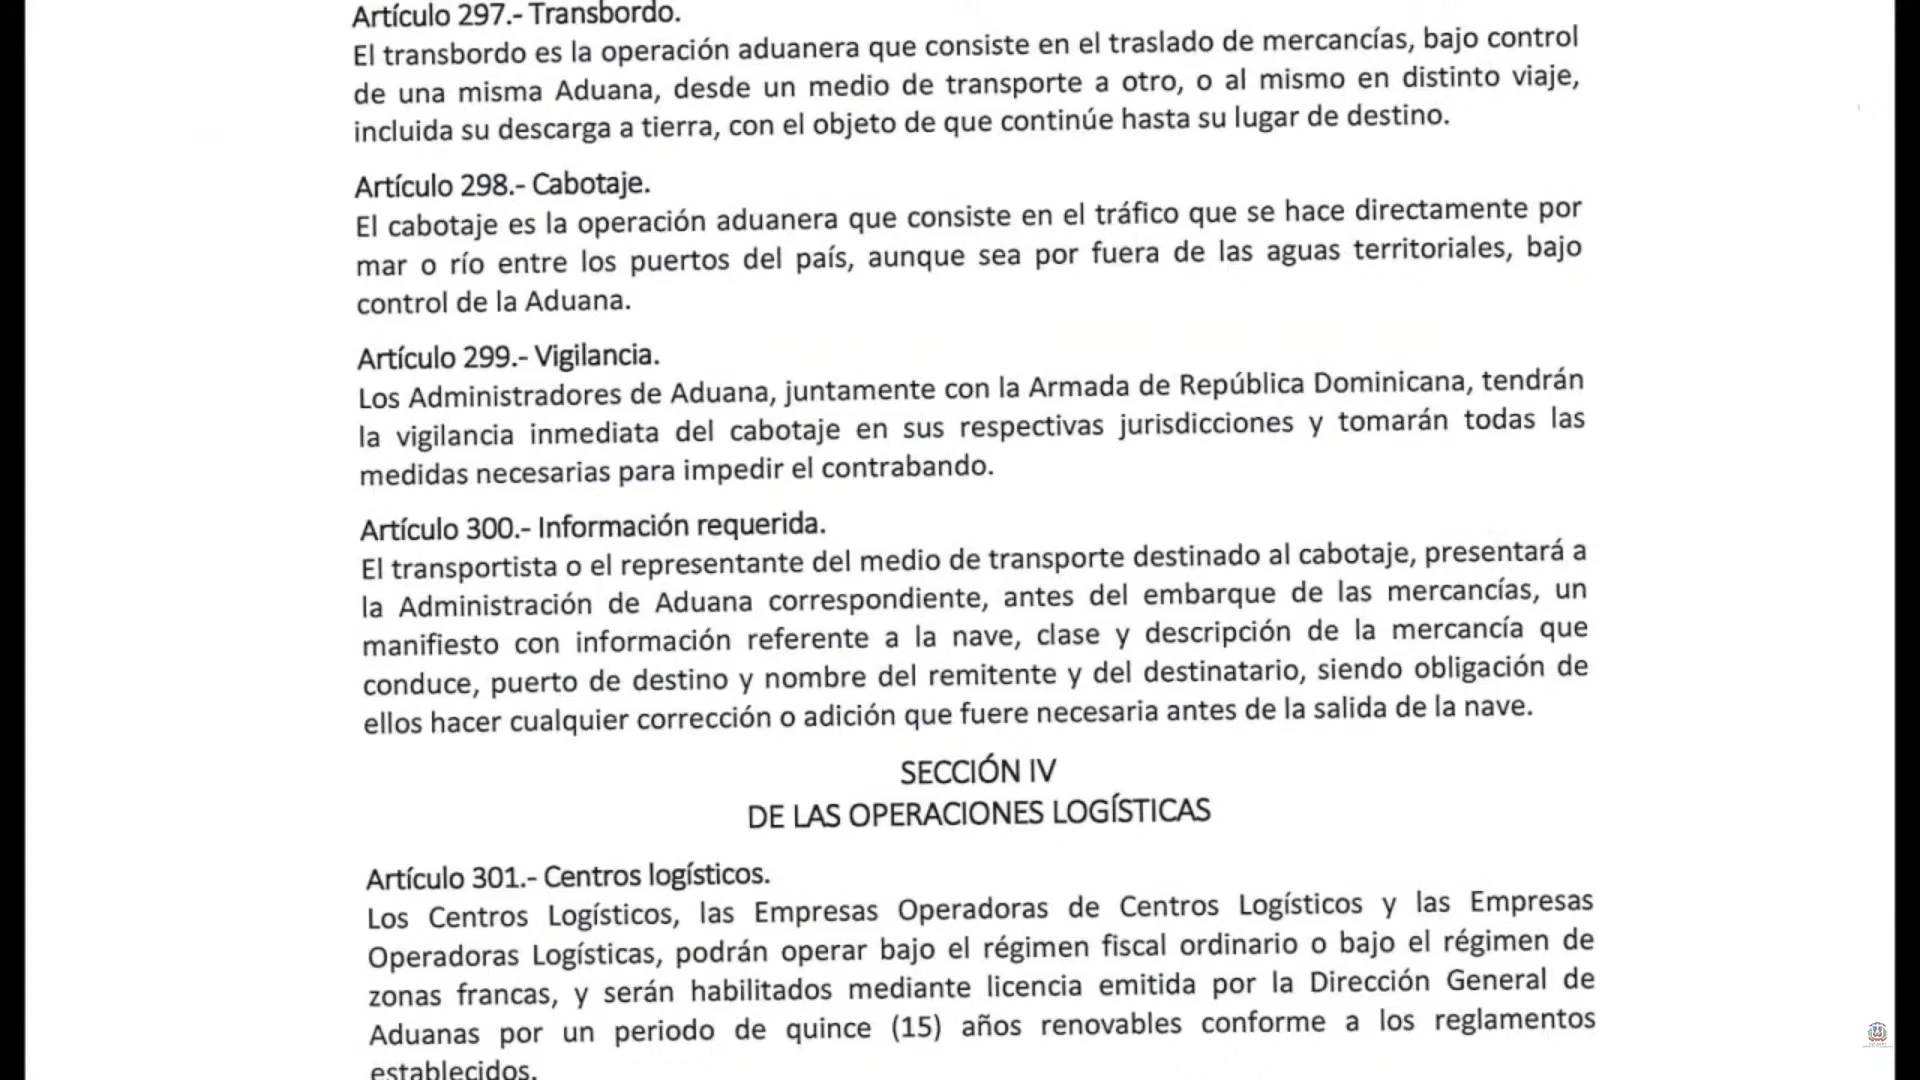 Artículo 297.- Transbordo.
El transbordo es la operación aduanera que consiste en el traslado de mercancías, bajo control
de una misma Aduana, desde un medio de transporte a otro, o al mismo en distinto viaje,
incluida su descarga a tierra, con el objeto de que continúe hasta su lugar de destino.
Artículo 298.- Cabotaje.
El cabotaje es la operación aduanera que consiste en el tráfico que se hace directamente por
mar o río entre los puertos del país, aunque sea por fuera de las aguas territoriales, bajo
control de la Aduana.
Artículo 299.- Vigilancia.
Los Administradores de Aduana, juntamente con la Armada de República Dominicana, tendrán
la vigilancia inmediata del cabotaje en sus respectivas jurisdicciones y tomarán todas las
medidas necesarias para impedir el contrabando.
Artículo 300.- Información requerida.
El transportista o el representante del medio de transporte destinado al cabotaje, presentará a
la Administración de Aduana correspondiente, antes del embarque de las mercancías, un
manifiesto con información referente a la nave, clase y descripción de la mercancía que
conduce, puerto de destino y nombre del remitente y del destinatario, siendo obligación de
ellos hacer cualquier corrección o adición que fuere necesaria antes de la salida de la nave.
SECCIÓN IV
DE LAS OPERACIONES LOGÍSTICAS
Artículo 301.- Centros logísticos.
Los Centros Logísticos, las Empresas Operadoras de Centros Logísticos y las Empresas
Operadoras Logísticas, podrán operar bajo el régimen fiscal ordinario o bajo el régimen de
zonas francas, y serán habilitados mediante licencia emitida por la Dirección General de
Aduanas por un periodo de quince (15) años renovables conforme a los reglamentos
establecidos.